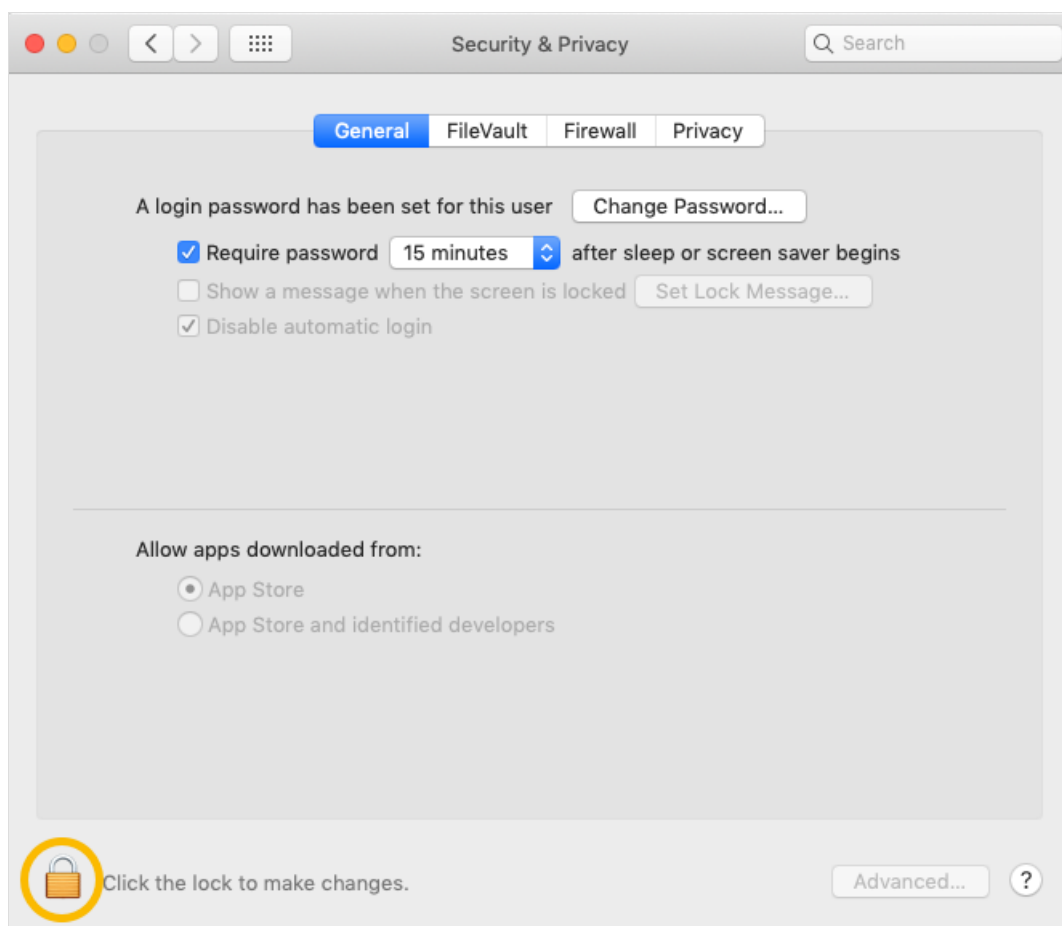 Security & Privacy
Search
General FileVault Firewall Privacy
A login password has been set for this user Change Password...
Require password 15 minutes after sleep or screen saver begins
Show a message when the screen is locked Set Lock Message...
Disable automatic login
Allow apps downloaded from:
App Store
App Store and identified developers
Click the lock to make changes.
Advanced... ?